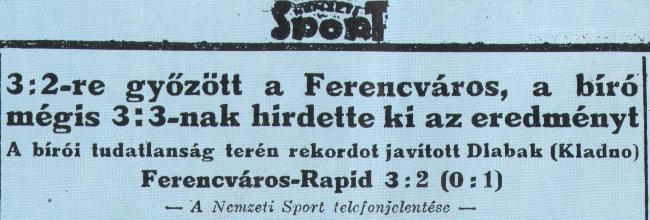 NEMZETI
SPORT
3:2-re győzött a Ferencváros, a bíró
mégis 3:3-nak hirdette ki az eredményt
A bírói tudatlanság terén rekordot javított Dlabak (Kladno)
Ferencváros-Rapid 3:2 (0:1)
— A Nemzeti Sport telefonjelentése —